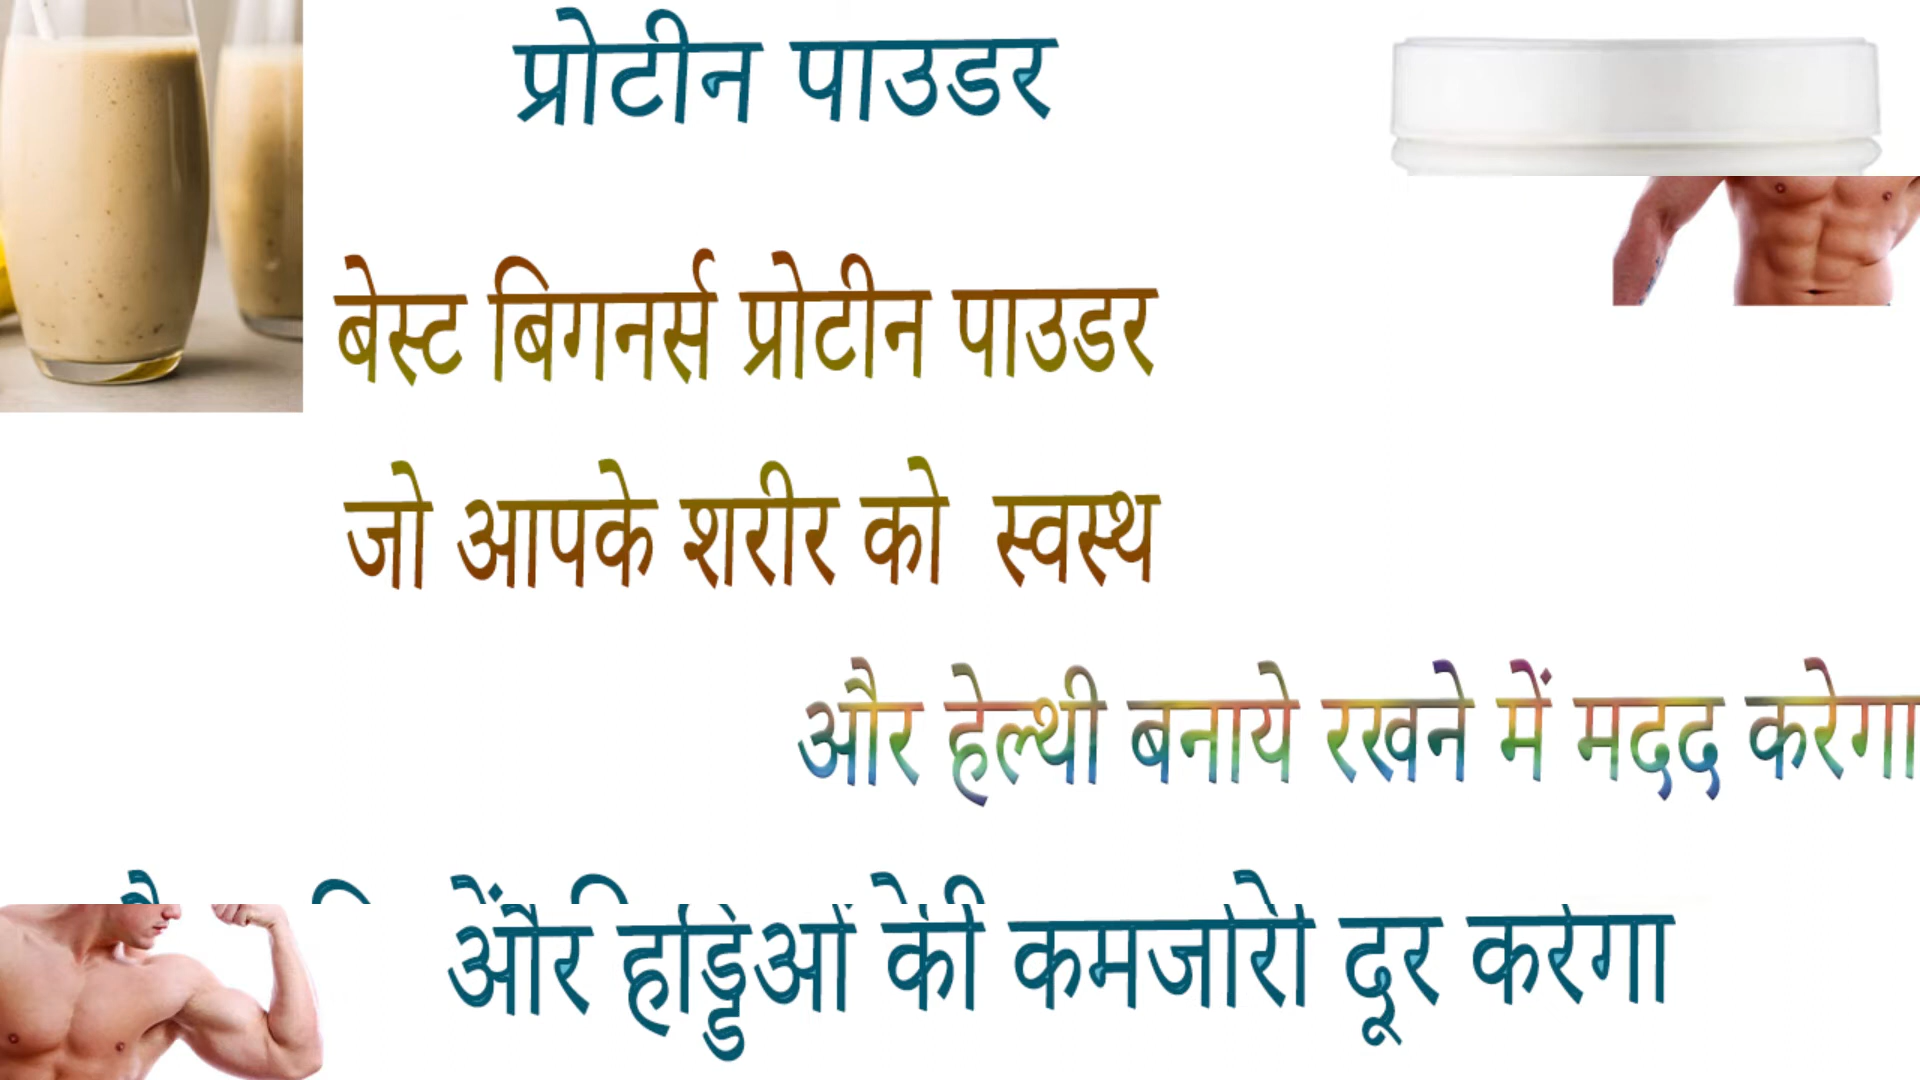 प्रोटीन पाउडर
बेस्ट बिगनर्स प्रोटीन पाउडर
जो आपके शरीर को स्वस्थ
और हेल्थी बनाये रखने में मदद करेगा
और हड्डिओं की कमजोरी दूर करेगा